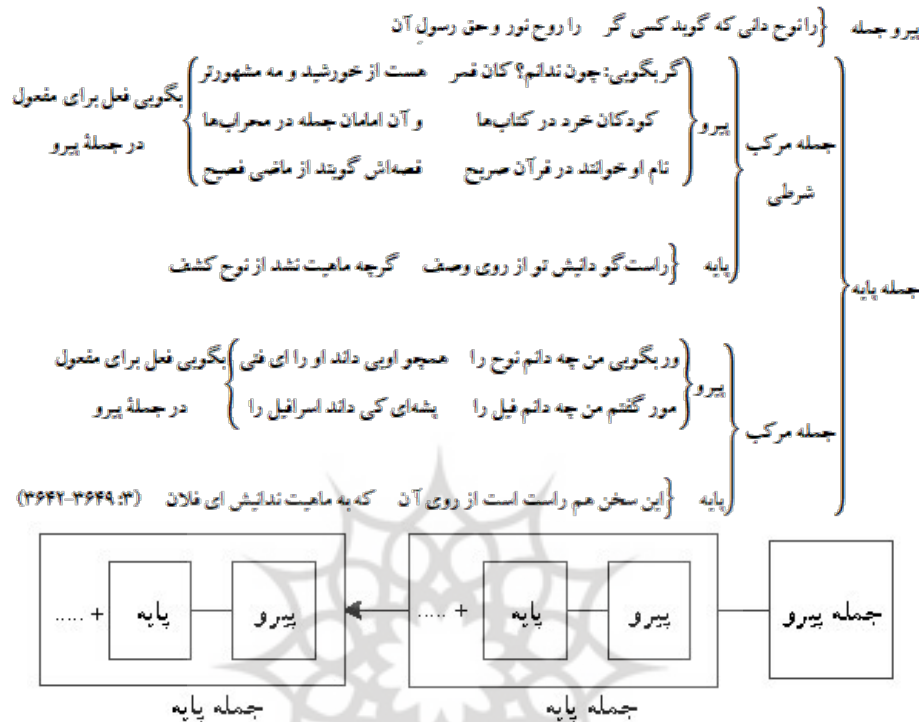 پیرو جمله را نوح دانی که گوید کسی گر را روح نور و حق رسولِ آن
گر بگویی: چون ندانم؟ کان قمر هست از خورشید و مه مشهورتر
کودکان خرد در کتاب‌ها و آن امامان جمله در محراب‌ها
نام او خوانند در قرآن صریح قصه‌اش گویند از ماضی فصیح
پیرو
بگویی فعل برای مفعول
در جملهٔ پیرو
جمله مرکب
شرطی
پایه راست گو دانیش تو از روی وصف گرچه ماهیت نشد از نوح کشف
جمله پایه
ور بگویی من چه دانم نوح را همچو اویی داند او را ای فتی
مور گفتم من چه دانم فیل را پشه‌ای کی داند اسرافیل را
پیرو
بگویی فعل برای مفعول
در جملهٔ پیرو
جمله مرکب
پایه این سخن هم راست است از روی آن که به ماهیت ندانیش ای فلان (۳: ۳۶۴۹-۳۶۴۲)
جمله پیرو پیرو پایه + ..... پیرو پایه + .....
جمله پایه جمله پایه